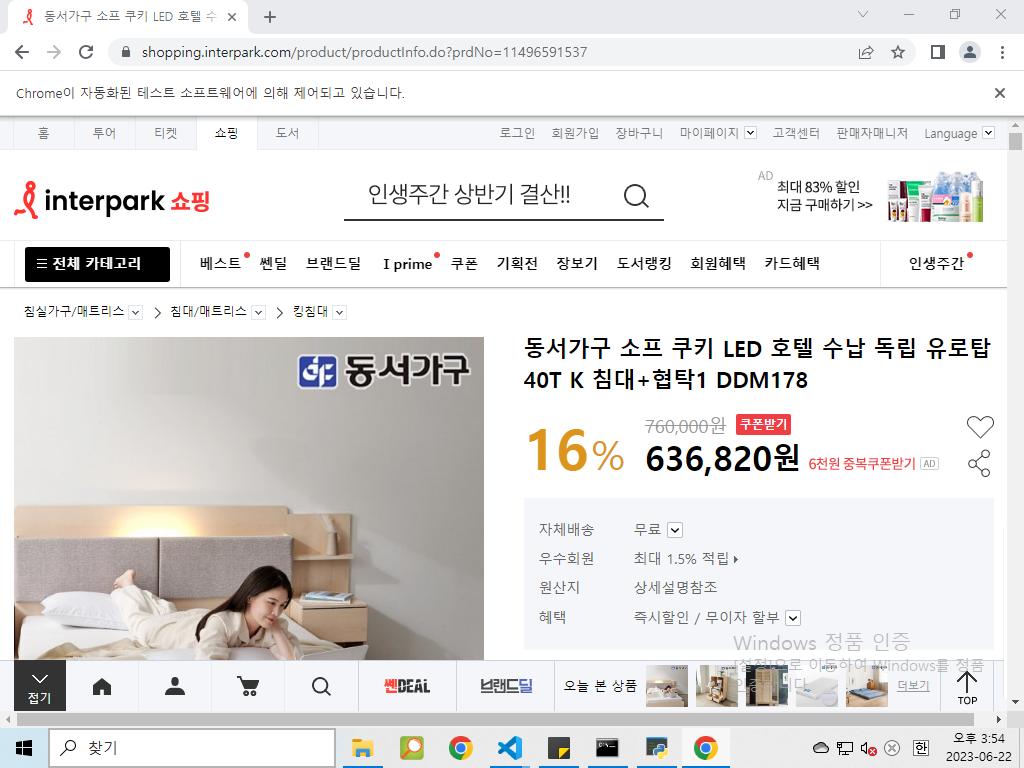 동서가구 소프 쿠키 LED 호텔 수
shopping.interpark.com/product/productInfo.do?prdNo=11496591537
Chrome이 자동화된 테스트 소프트웨어에 의해 제어되고 있습니다.
홈 투어 티켓 쇼핑 도서 로그인 회원가입 장바구니 마이페이지 고객센터 판매자매니저 Language
interpark 쇼핑
인생주간 상반기 결산!!
AD
최대 83% 할인
지금 구매하기 >>
전체 카테고리 베스트 쎈딜 브랜드딜 I prime 쿠폰 기획전 장보기 도서랭킹 회원혜택 카드혜택 인생주간
침실가구/매트리스 침대/매트리스 킹침대
동서가구
동서가구 소프 쿠키 LED 호텔 수납 독립 유로탑
40T K 침대+협탁1 DDM178
16%
760,000원 쿠폰받기
636,820원 6천원 중복쿠폰받기 AD
자체배송 무료
우수회원 최대 1.5% 적립
원산지 상세설명참조
혜택 즉시할인 / 무이자 할부
Windows 정품 인증
[설정]으로 이동하여 Windows를 정품
접기
쎈DEAL
브랜드딜
오늘 본 상품
더보기
TOP
찾기
한
오후 3:54
2023-06-22